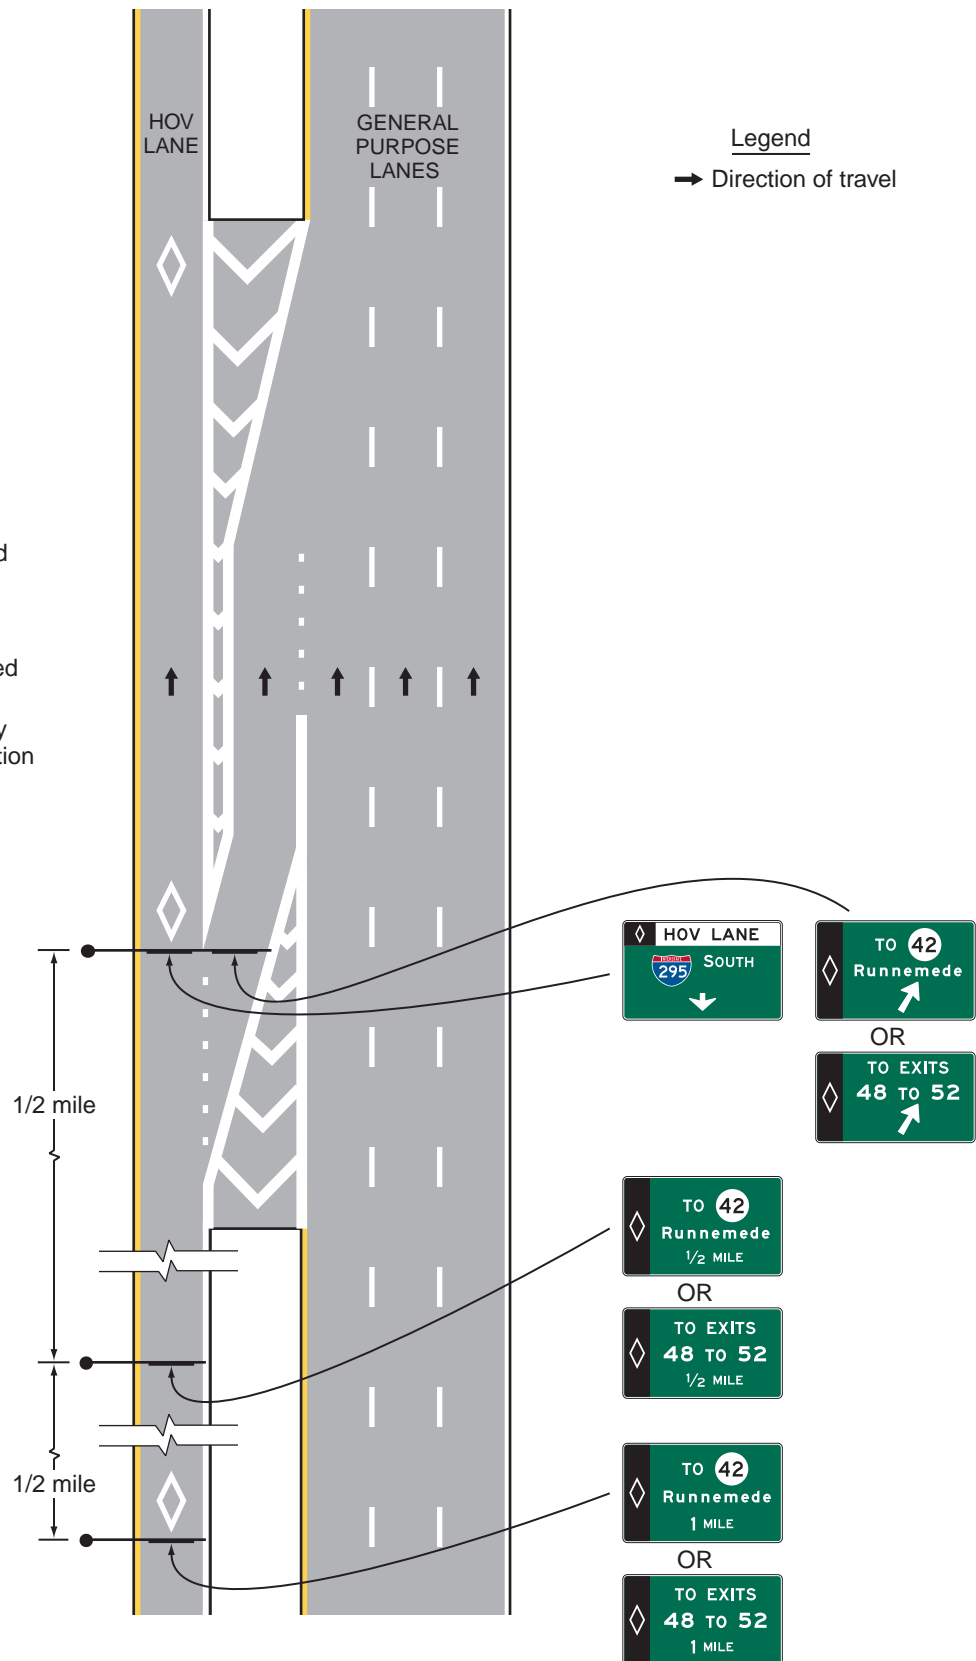 HOV
LANE
GENERAL
PURPOSE
LANES
Legend
Direction of travel
HOV LANE
INTERSTATE
295 SOUTH
TO 42
Runnemede
OR
TO EXITS
48 TO 52
1/2 mile
TO 42
Runnemede
1/2 MILE
OR
TO EXITS
48 TO 52
1/2 MILE
1/2 mile
TO 42
Runnemede
1 MILE
OR
TO EXITS
48 TO 52
1 MILE